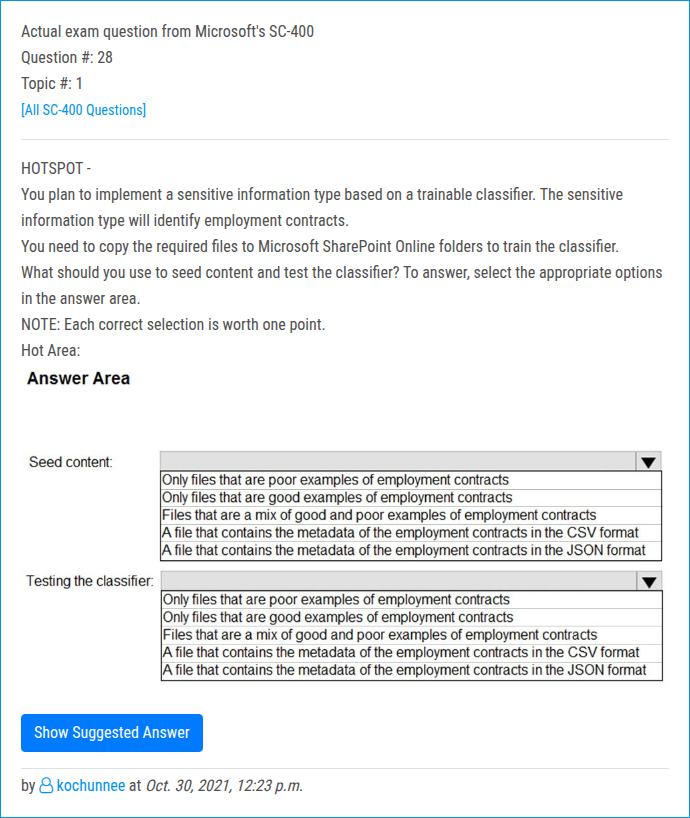 Actual exam question from Microsoft's SC-400
Question #: 28
Topic #: 1
[All SC-400 Questions]
HOTSPOT -
You plan to implement a sensitive information type based on a trainable classifier. The sensitive
information type will identify employment contracts.
You need to copy the required files to Microsoft SharePoint Online folders to train the classifier.
What should you use to seed content and test the classifier? To answer, select the appropriate options
in the answer area.
NOTE: Each correct selection is worth one point.
Hot Area:
Answer Area
Seed content:
Only files that are poor examples of employment contracts
Only files that are good examples of employment contracts
Files that are a mix of good and poor examples of employment contracts
A file that contains the metadata of the employment contracts in the CSV format
A file that contains the metadata of the employment contracts in the JSON format
Testing the classifier:
Only files that are poor examples of employment contracts
Only files that are good examples of employment contracts
Files that are a mix of good and poor examples of employment contracts
A file that contains the metadata of the employment contracts in the CSV format
A file that contains the metadata of the employment contracts in the JSON format
Show Suggested Answer
by kochunnee at Oct. 30, 2021, 12:23 p.m.